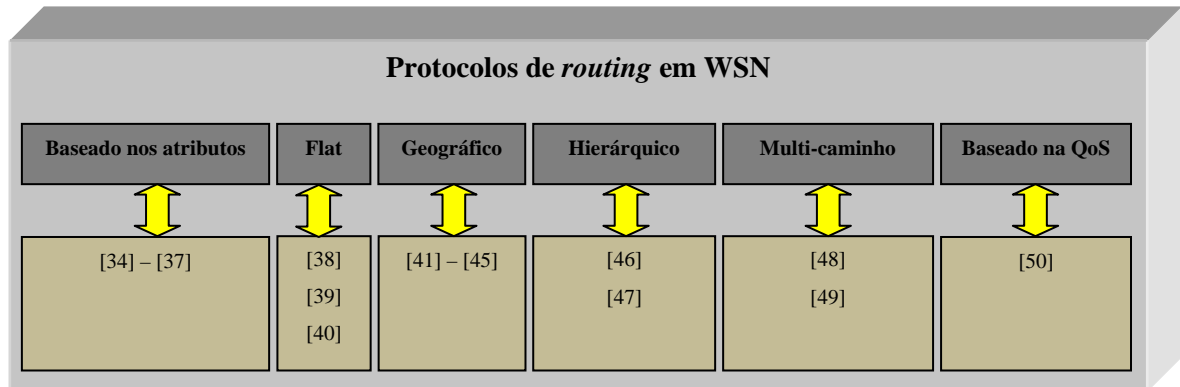 Protocolos de routing em WSN
Baseado nos atributos
Flat
Geográfico
Hierárquico
Multi-caminho
Baseado na QoS
[34] – [37]
[38]
[39]
[40]
[41] – [45]
[46]
[47]
[48]
[49]
[50]